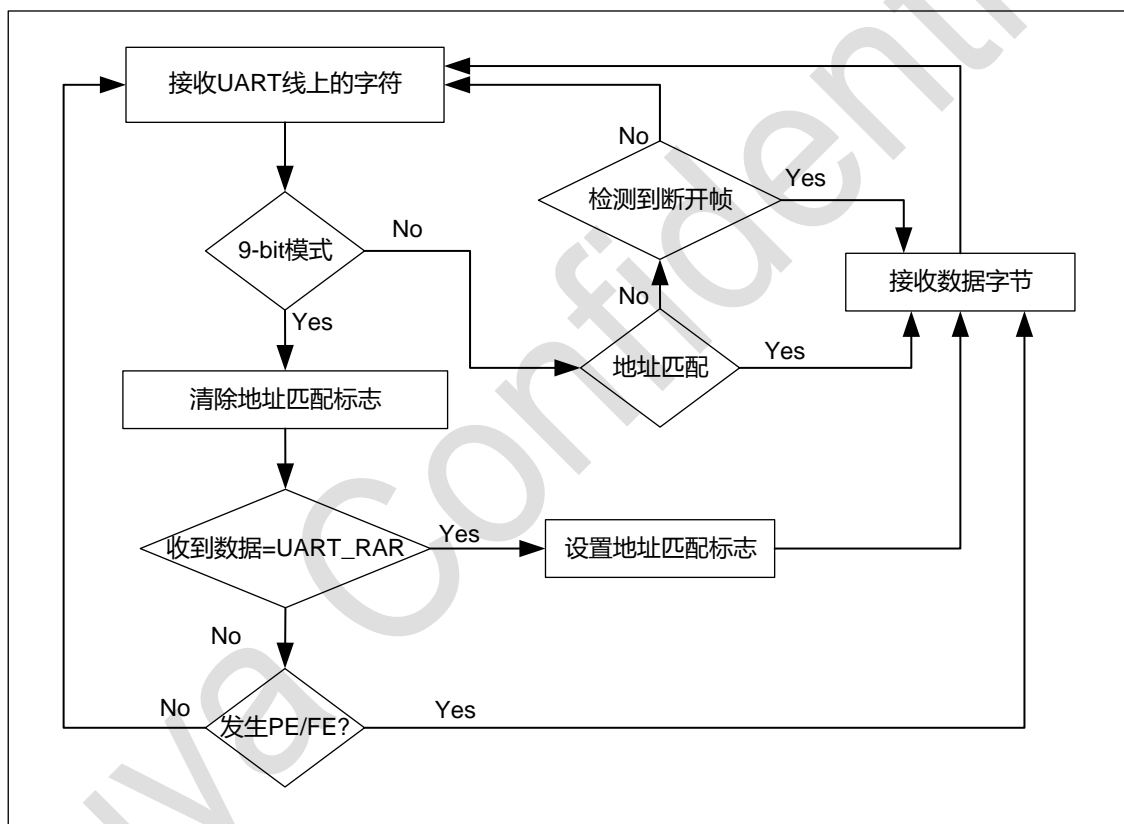 接收UART线上的字符
No
检测到断开帧
Yes
9-bit模式
No
接收数据字节
Yes
No
地址匹配
Yes
清除地址匹配标志
收到数据=UART_RAR
Yes
设置地址匹配标志
No
No
发生PE/FE?
Yes